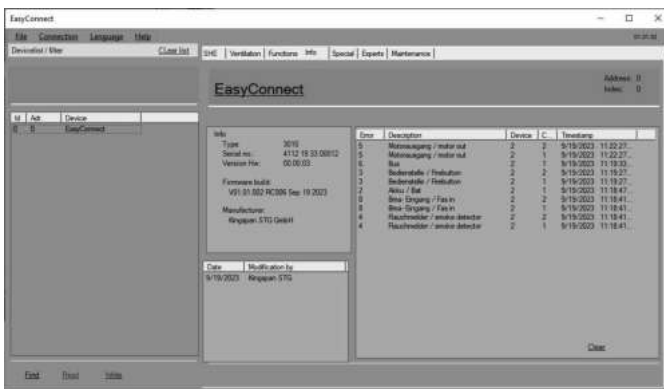 EasyConnect
File Connection Language Help
Devicelist / filter CLear list
SHE Ventilation Functions Info Special Experts Maintenance
EasyConnect
Address: 0
Index: 0
Id Adr. Device
0 0 EasyConnect
Info
Type 3016
Serial no.:
Version Hw.: 00.00.03
Firmware build:
V01.01.002 RC006 Sep 19 2023
Manufacturer:
Kingspan STG GmbH
Error Description Device C... Timestamp
5 Motorausgang / motor out 2 2 9/19/2023 11:22:27...
5 Motorausgang / motor out 2 1 9/19/2023 11:22:27...
6 Bus 2 1 9/19/2023 11:19:33...
3 Bedienstelle / Firebutton 2 2 9/19/2023 11:19:27...
3 Bedienstelle / Firebutton 2 1 9/19/2023 11:19:27...
2 Akku / Bat 2 1 9/19/2023 11:18:47...
8 Bma- Eingang / Fas in 2 2 9/19/2023 11:18:41...
8 Bma- Eingang / Fas in 2 1 9/19/2023 11:18:41...
4 Rauchmelder / smoke detector 2 2 9/19/2023 11:18:41...
4 Rauchmelder / smoke detector 2 1 9/19/2023 11:18:41...
Date Modification by
9/19/2023 Kingspan STG
Clear
Find Read Write